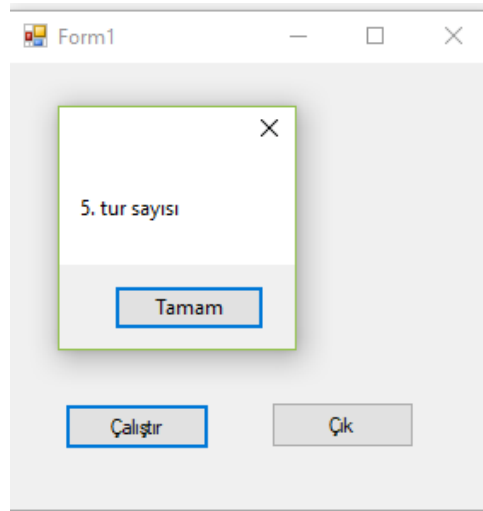 Form1
5. tur sayısı
Tamam
Çalıştır
Çık